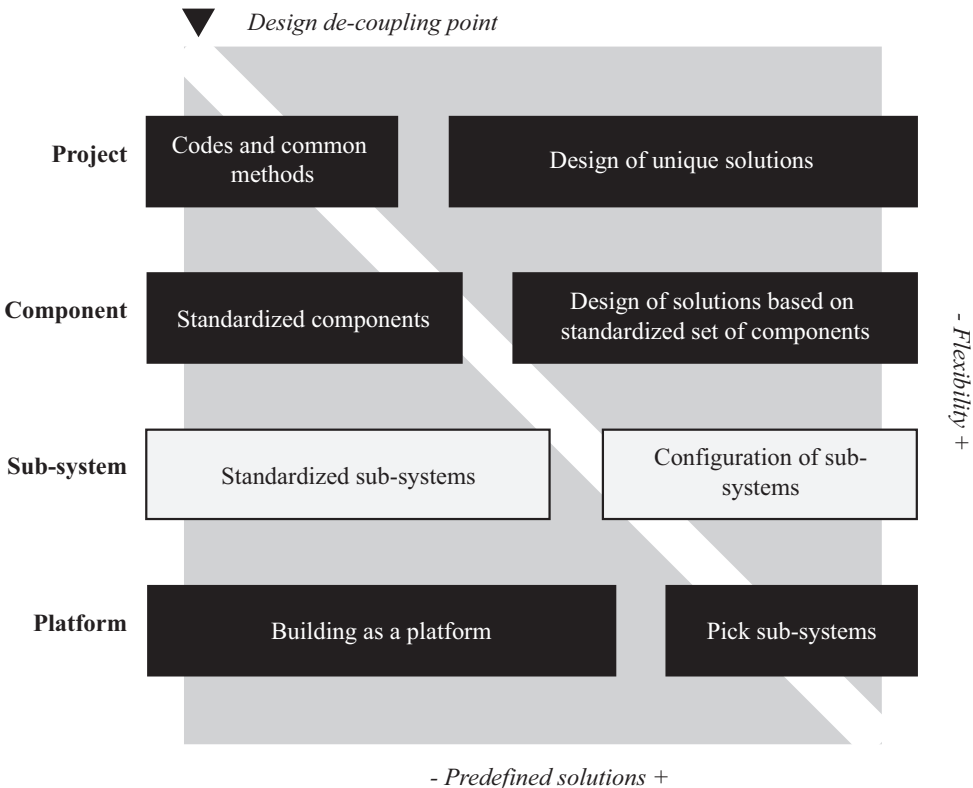 Design de-coupling point
Project
Codes and common
methods
Design of unique solutions
Component
Standardized components
Design of solutions based on
standardized set of components
- Flexibility +
Sub-system
Standardized sub-systems
Configuration of sub-
systems
Platform
Building as a platform
Pick sub-systems
- Predefined solutions +